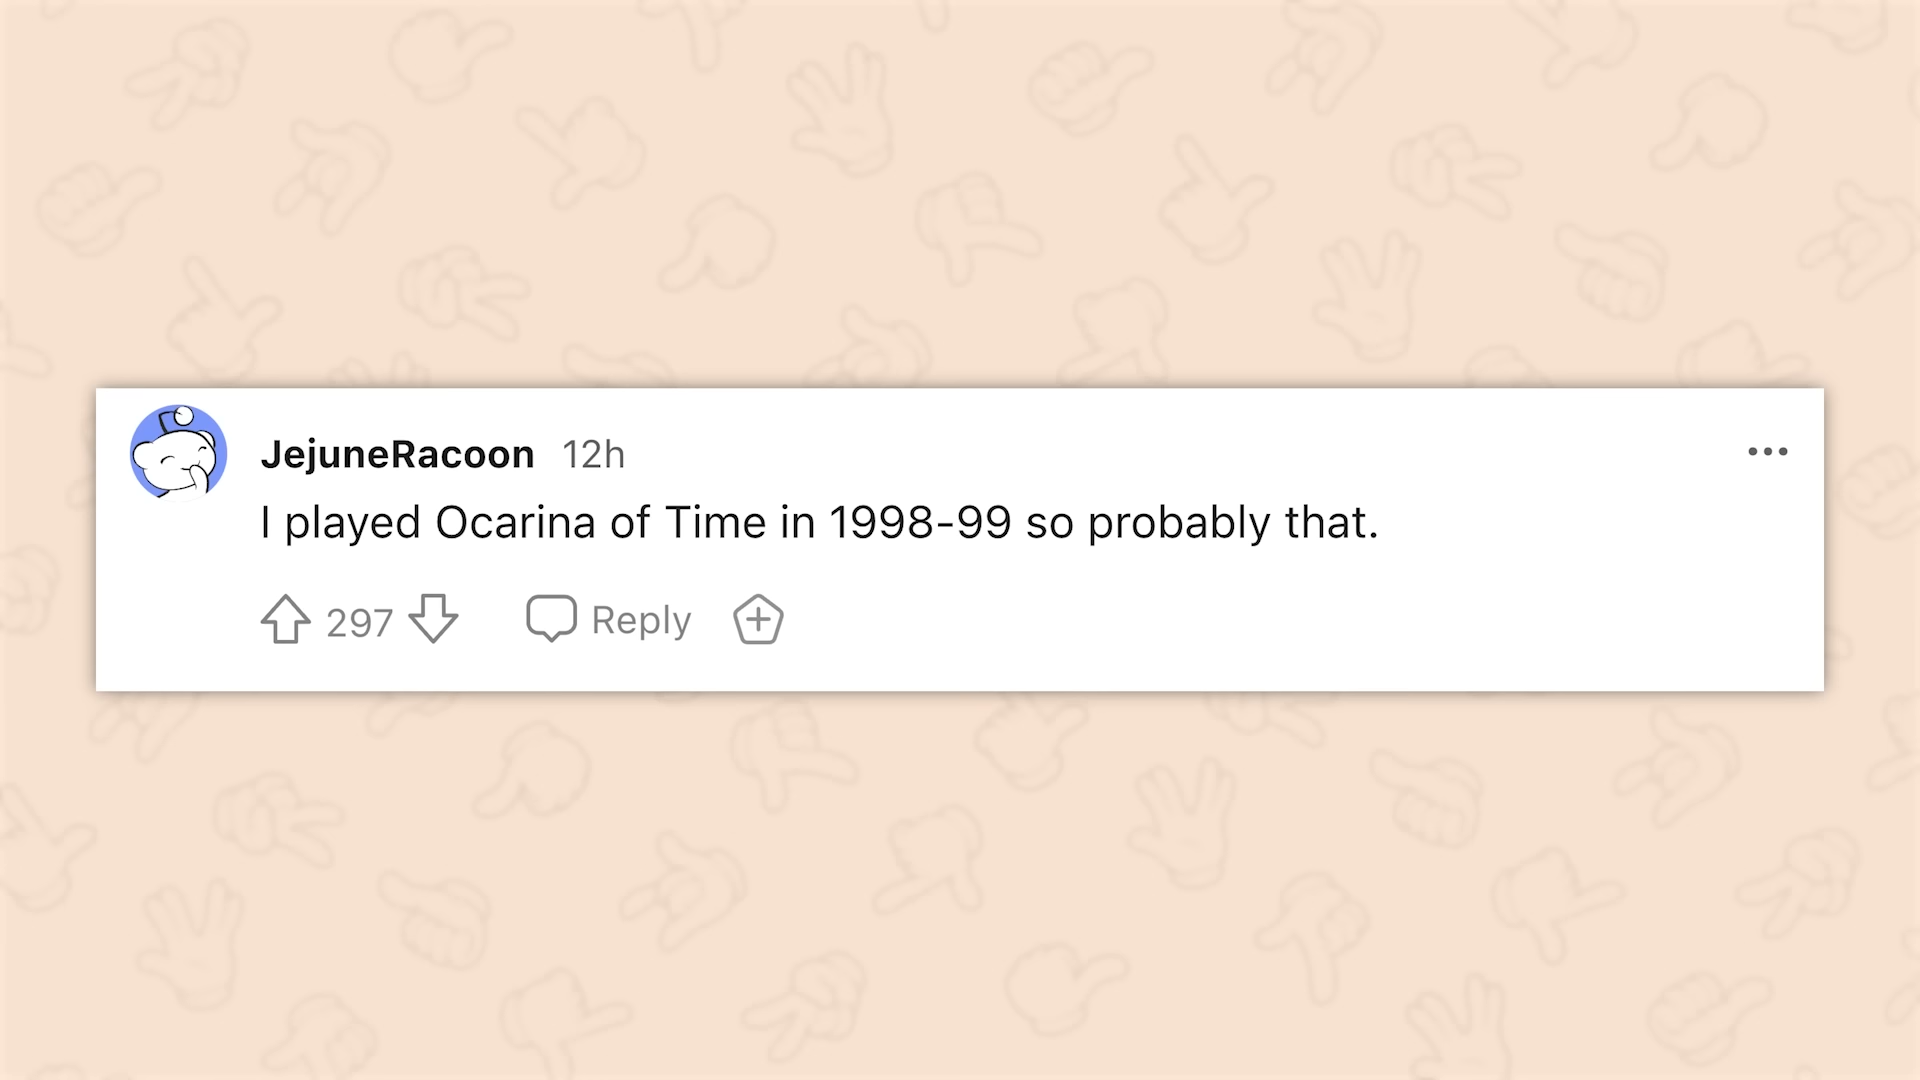 JejuneRacoon 12h
I played Ocarina of Time in 1998-99 so probably that.
297 Reply